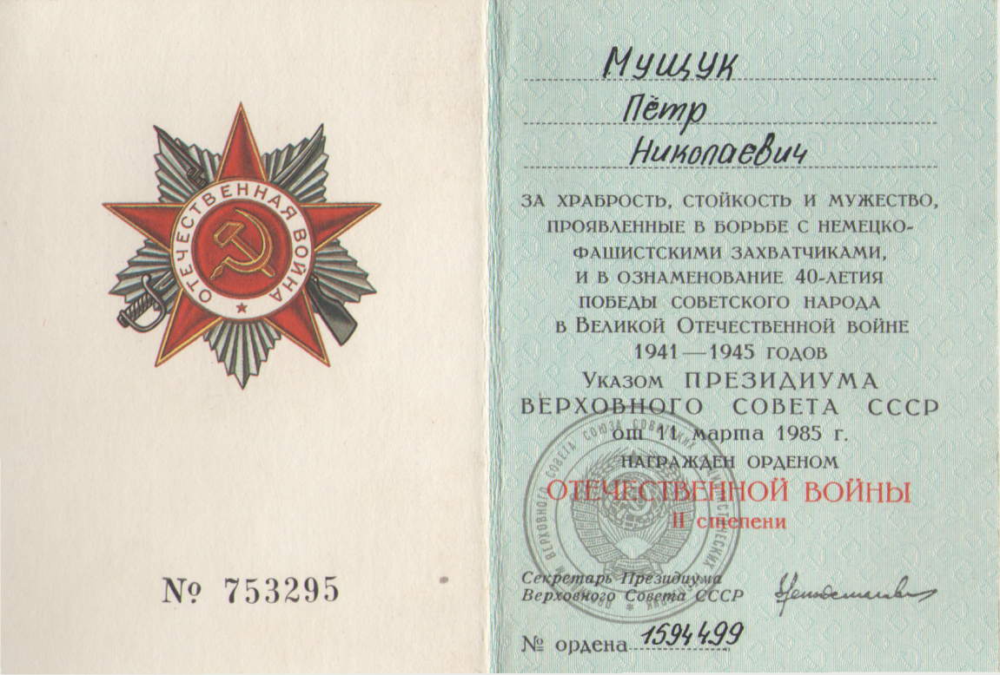 ОТЕЧЕСТВЕННАЯ ВОЙНА
№ 753295
Мущук
Пётр
Николаевич
ЗА ХРАБРОСТЬ, СТОЙКОСТЬ И МУЖЕСТВО,
ПРОЯВЛЕННЫЕ В БОРЬБЕ С НЕМЕЦКО-
ФАШИСТСКИМИ ЗАХВАТЧИКАМИ,
И В ОЗНАМЕНОВАНИЕ 40-ЛЕТИЯ
ПОБЕДЫ СОВЕТСКОГО НАРОДА
В ВЕЛИКОЙ ОТЕЧЕСТВЕННОЙ ВОЙНЕ
1941—1945 ГОДОВ
УКАЗОМ ПРЕЗИДИУМА
ВЕРХОВНОГО СОВЕТА СССР
от 11 марта 1985 г.
НАГРАЖДЕН ОРДЕНОМ
ОТЕЧЕСТВЕННОЙ ВОЙНЫ
II степени
Секретарь Президиума
Верховного Совета СССР
№ ордена 1594499